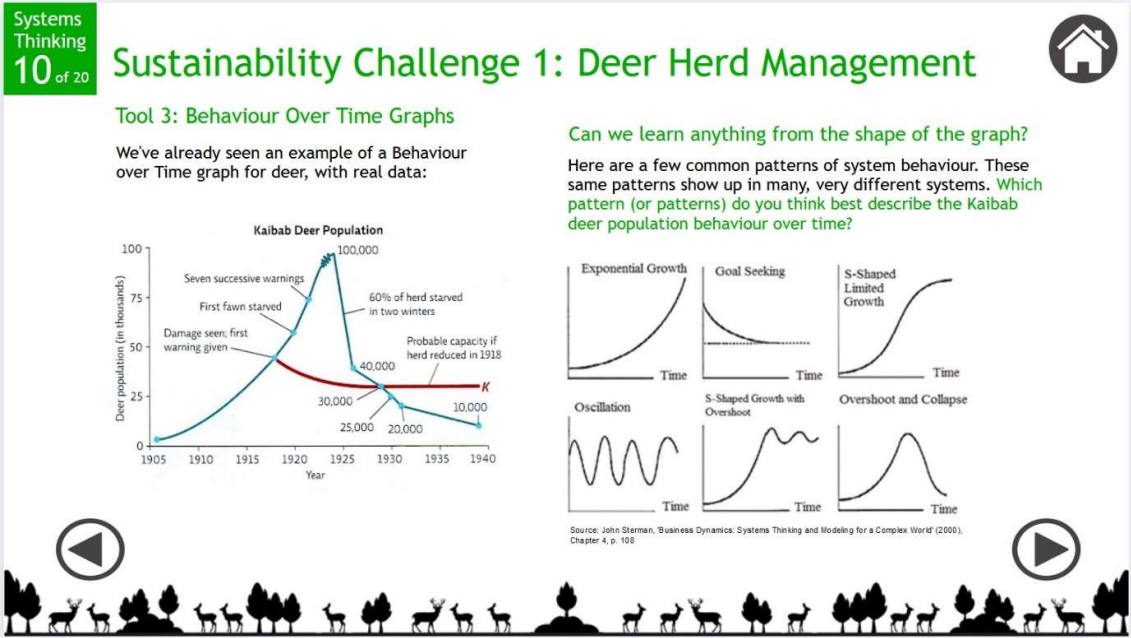 Systems
Thinking
10 of 20
Sustainability Challenge 1: Deer Herd Management
Tool 3: Behaviour Over Time Graphs
We've already seen an example of a Behaviour
over Time graph for deer, with real data:
Kaibab Deer Population
Deer population (in thousands)
100
75
50
25
0
100,000
Seven successive warnings
First fawn starved
Damage seen; first
warning given
60% of herd starved
in two winters
Probable capacity if
herd reduced in 1918
40,000
K
30,000
25,000
20,000
10,000
1905
1910
1915
1920
1925
1930
1935
1940
Year
Can we learn anything from the shape of the graph?
Here are a few common patterns of system behaviour. These
same patterns show up in many, very different systems. Which
pattern (or patterns) do you think best describe the Kaibab
deer population behaviour over time?
Exponential Growth
Time
Goal Seeking
Time
S-Shaped
Limited
Growth
Time
Oscillation
Time
S-Shaped Growth with
Overshoot
Time
Overshoot and Collapse
Time
Source: John Sterman, 'Business Dynamics: Systems Thinking and Modeling for a Complex World' (2000),
Chapter 4, p. 108